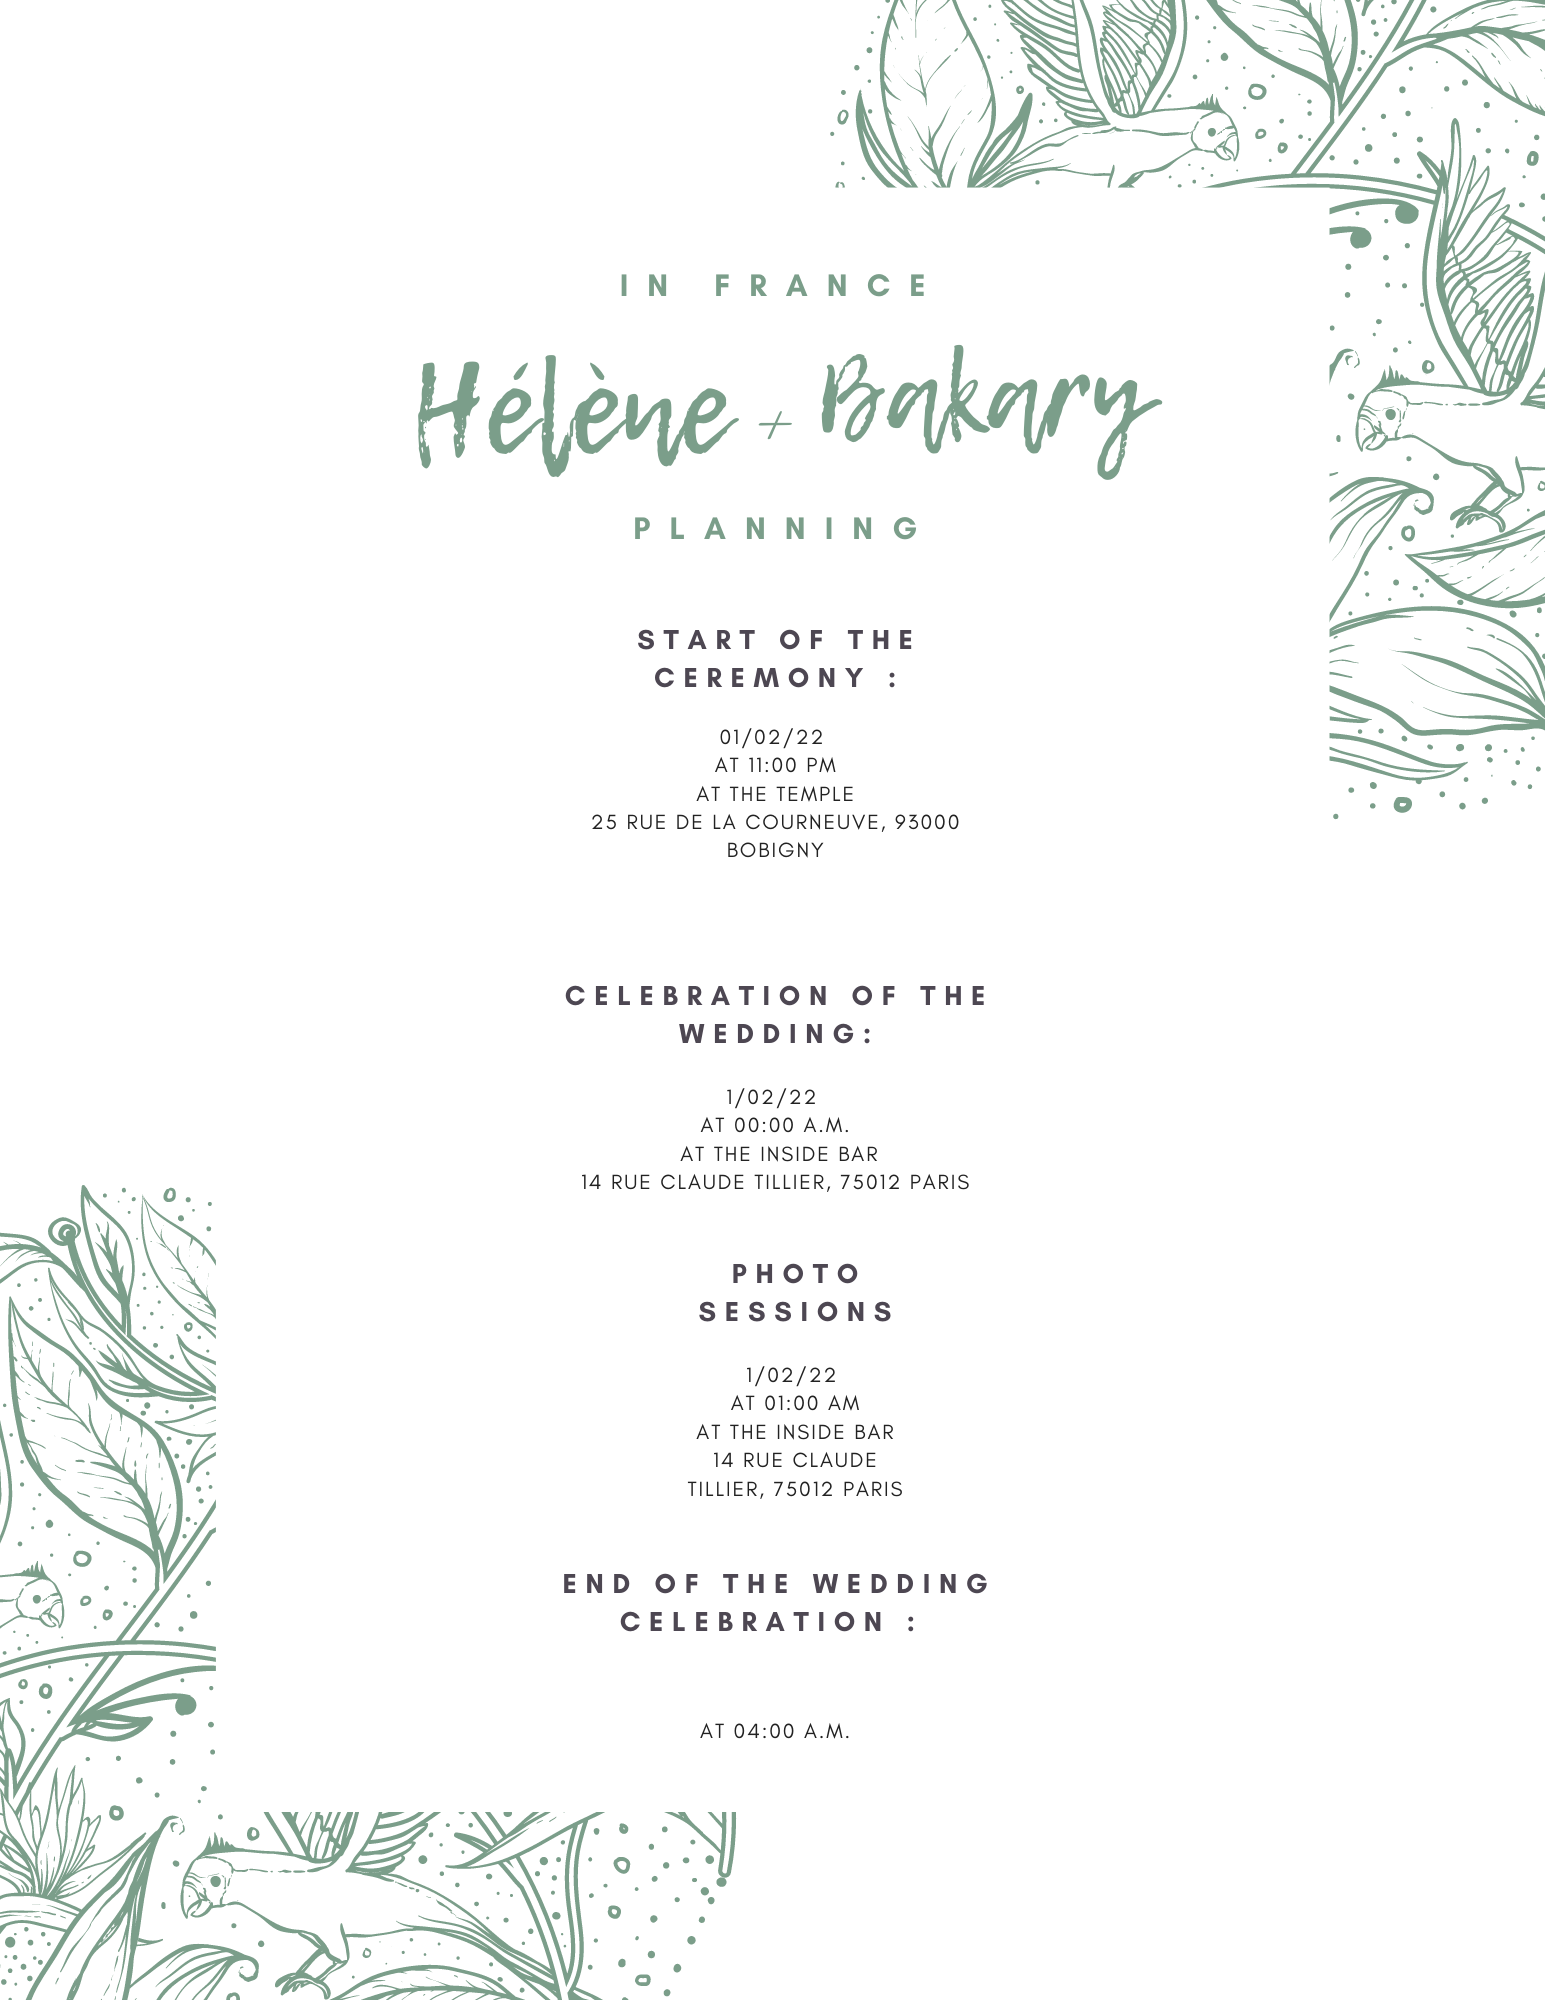 IN FRANCE
Hélène + Bakary
PLANNING
START OF THE
CEREMONY :
01/02/22
AT 11:00 PM
AT THE TEMPLE
25 RUE DE LA COURNEUVE, 93000
BOBIGNY
CELEBRATION OF THE
WEDDING:
1/02/22
AT 00:00 A.M.
AT THE INSIDE BAR
14 RUE CLAUDE TILLIER, 75012 PARIS
PHOTO
SESSIONS
1/02/22
AT 01:00 AM
AT THE INSIDE BAR
14 RUE CLAUDE
TILLIER, 75012 PARIS
END OF THE WEDDING
CELEBRATION :
AT 04:00 A.M.